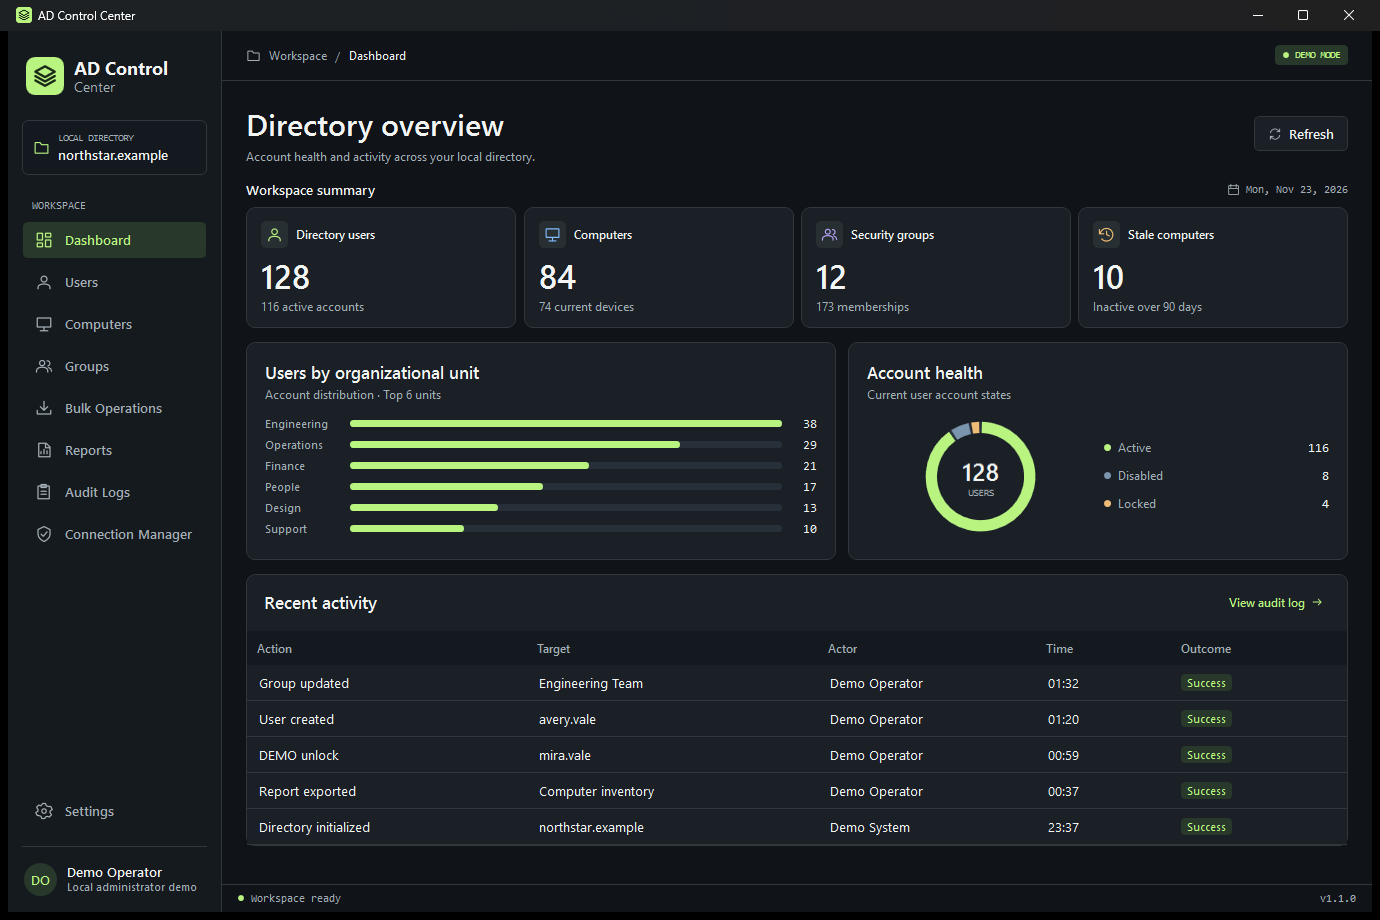 AD Control Center
AD Control
Center
LOCAL DIRECTORY
northstar.example
WORKSPACE
Dashboard
Users
Computers
Groups
Bulk Operations
Reports
Audit Logs
Connection Manager
Settings
DO
Demo Operator
Local administrator demo
Workspace / Dashboard
DEMO MODE
Directory overview
Account health and activity across your local directory.
Refresh
Workspace summary
Mon, Nov 23, 2026
Directory users
128
116 active accounts
Computers
84
74 current devices
Security groups
12
173 memberships
Stale computers
10
Inactive over 90 days
Users by organizational unit
Account distribution · Top 6 units
Engineering 38
Operations 29
Finance 21
People 17
Design 13
Support 10
Account health
Current user account states
128
USERS
Active 116
Disabled 8
Locked 4
Recent activity
View audit log →
Action Target Actor Time Outcome
Group updated Engineering Team Demo Operator 01:32 Success
User created avery.vale Demo Operator 01:20 Success
DEMO unlock mira.vale Demo Operator 00:59 Success
Report exported Computer inventory Demo Operator 00:37 Success
Directory initialized northstar.example Demo System 23:37 Success
Workspace ready
v1.1.0